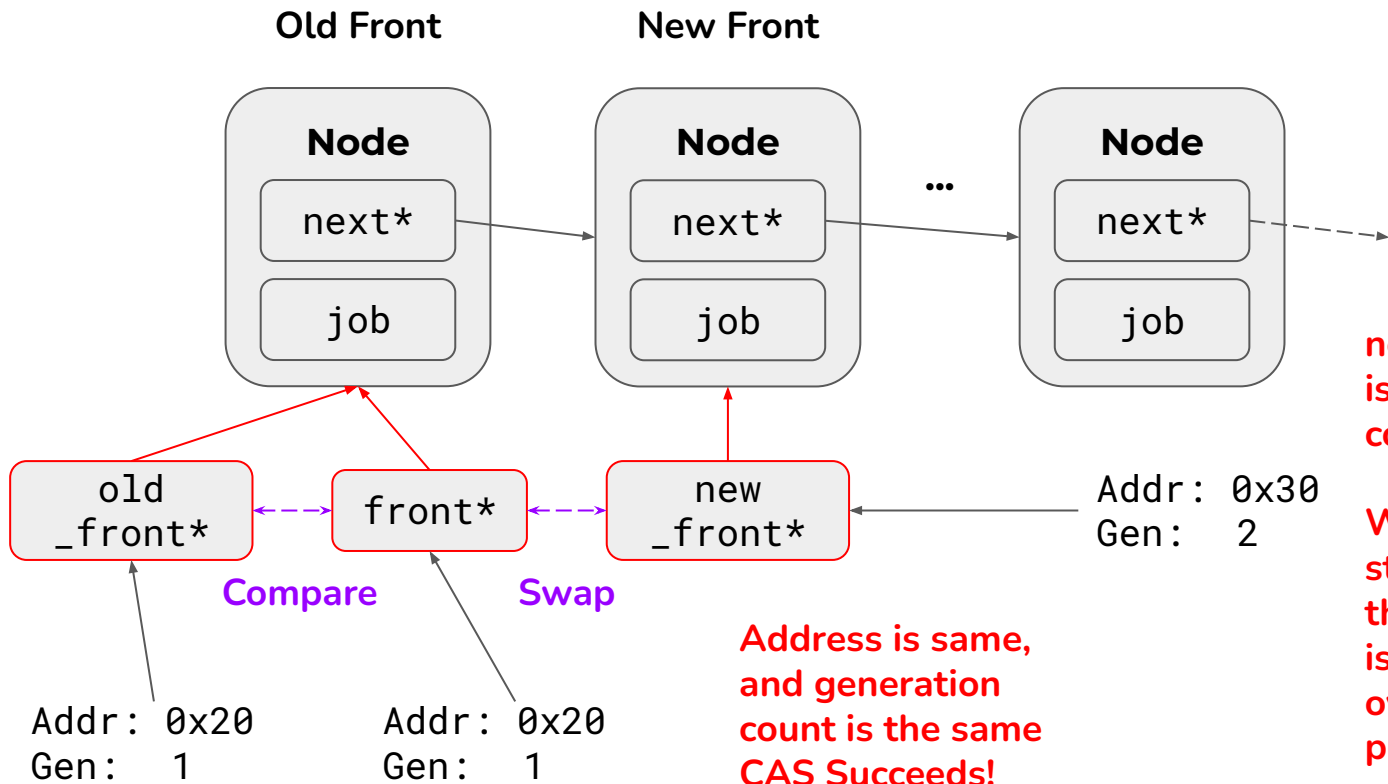 Old Front
New Front
Node
next*
job
Node
next*
job
...
Node
next*
job
old
_front*
front*
new
_front*
Compare
Swap
Addr: 0x30
Gen: 2
Addr: 0x20
Gen: 1
Addr: 0x20
Gen: 1
Address is same,
and generation
count is the same
CAS Succeeds!
is